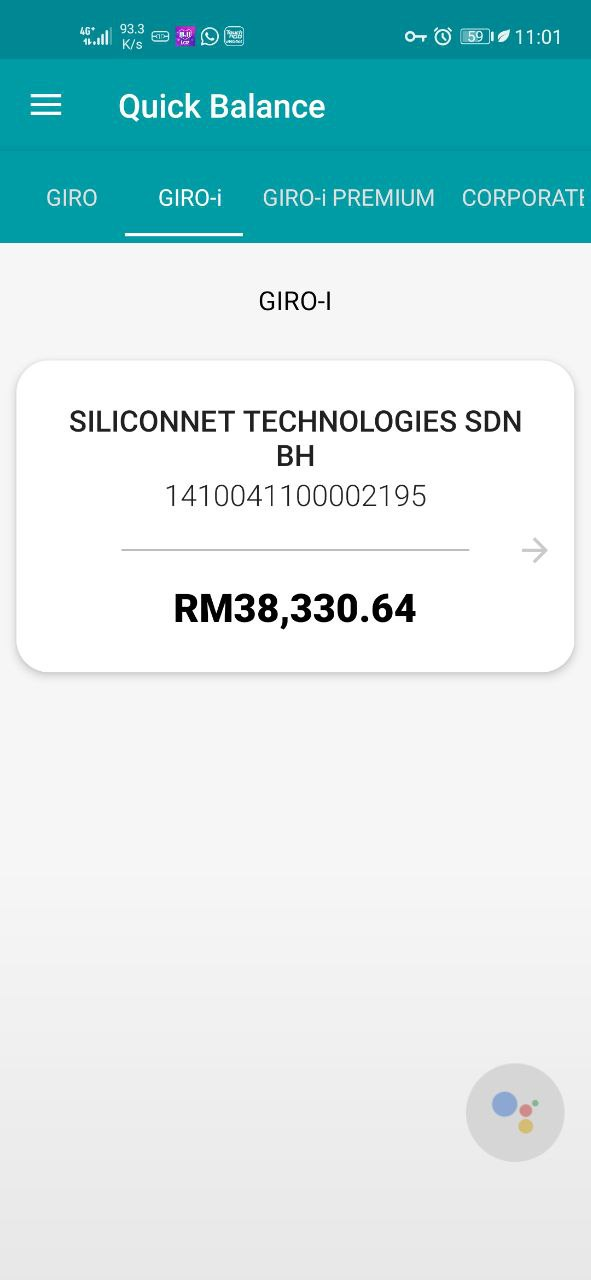 4G+ 93.3 K/s 59 11:01
Quick Balance
GIRO GIRO-i GIRO-i PREMIUM CORPORATE
GIRO-I
SILICONNET TECHNOLOGIES SDN
BH
1410041100002195
RM38,330.64